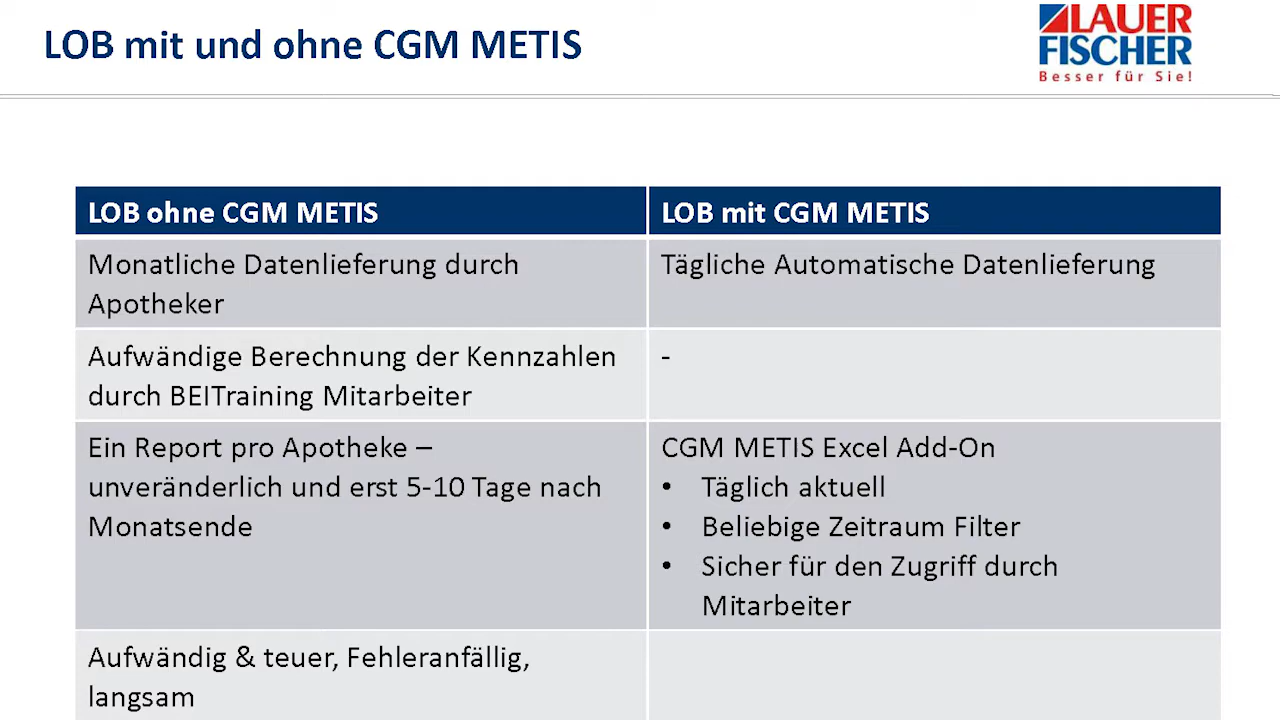 LOB mit und ohne CGM METIS
LAUER
FISCHER
Besser für Sie!
LOB ohne CGM METIS
LOB mit CGM METIS
Monatliche Datenlieferung durch
Apotheker
Tägliche Automatische Datenlieferung
Aufwändige Berechnung der Kennzahlen
durch BEITraining Mitarbeiter
-
Ein Report pro Apotheke –
unveränderlich und erst 5-10 Tage nach
Monatsende
CGM METIS Excel Add-On
• Täglich aktuell
• Beliebige Zeitraum Filter
• Sicher für den Zugriff durch
Mitarbeiter
Aufwändig & teuer, Fehleranfällig,
langsam